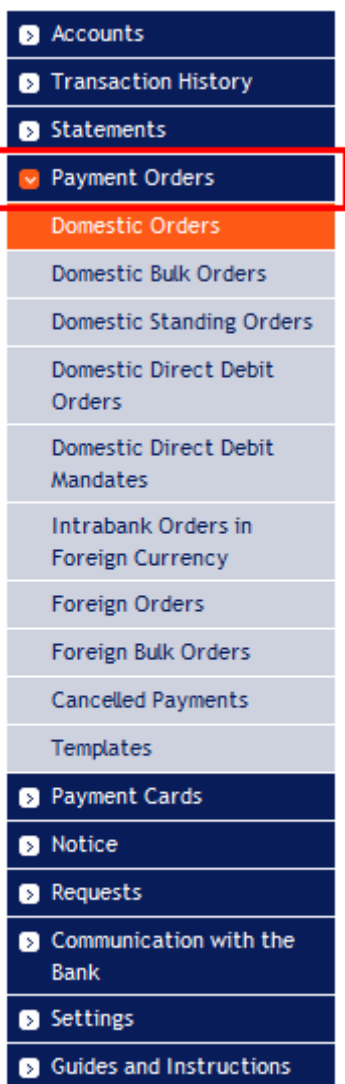 Accounts
Transaction History
Statements
Payment Orders
Domestic Orders
Domestic Bulk Orders
Domestic Standing Orders
Domestic Direct Debit
Orders
Domestic Direct Debit
Mandates
Intrabank Orders in
Foreign Currency
Foreign Orders
Foreign Bulk Orders
Cancelled Payments
Templates
Payment Cards
Notice
Requests
Communication with the
Bank
Settings
Guides and Instructions